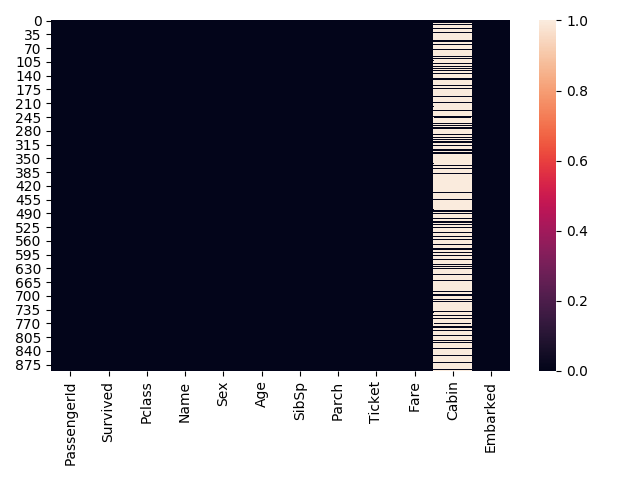 0
35
70
105
140
175
210
245
280
315
350
385
420
455
490
525
560
595
630
665
700
735
770
805
840
875
PassengerId
Survived
Pclass
Name
Sex
Age
SibSp
Parch
Ticket
Fare
Cabin
Embarked
1.0
0.8
0.6
0.4
0.2
0.0